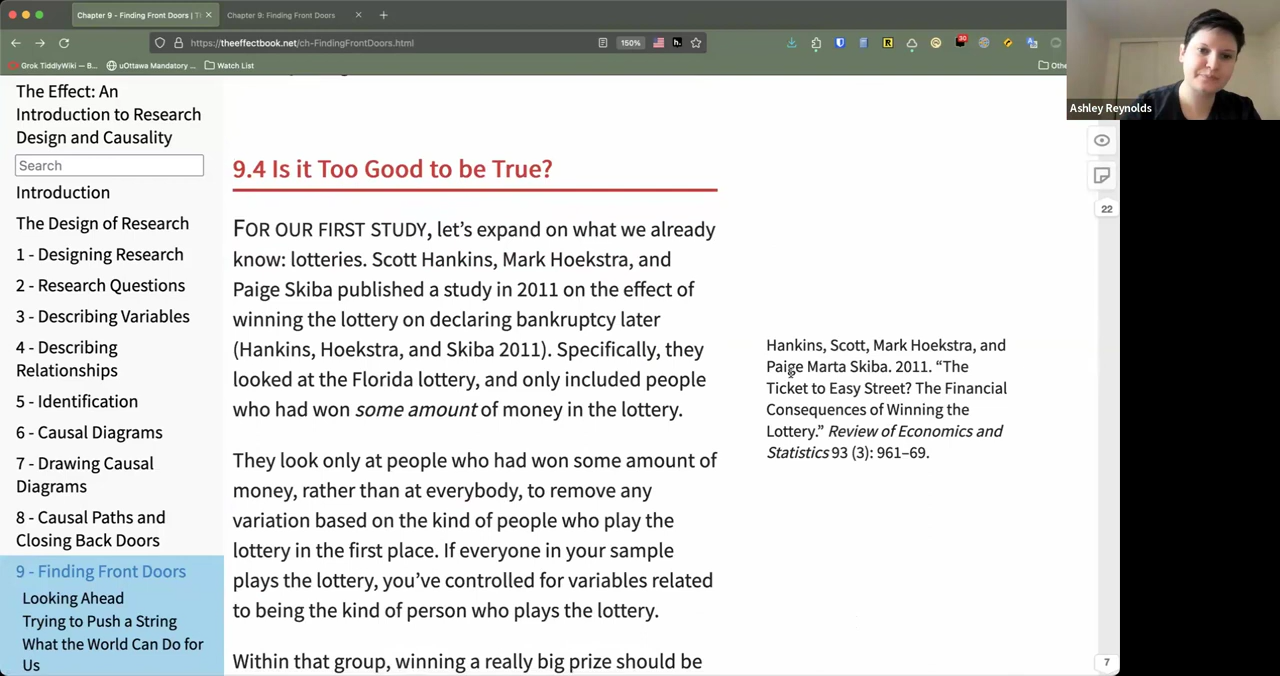 Chapter 9 - Finding Front Doors | T
Chapter 9: Finding Front Doors
https://theeffectbook.net/ch-FindingFrontDoors.html
150%
h.
R
30
Grok TiddlyWiki — B...
uOttawa Mandatory ...
Watch List
Othe
Ashley Reynolds
The Effect: An
Introduction to Research
Design and Causality
Search
Introduction
The Design of Research
1 - Designing Research
2 - Research Questions
3 - Describing Variables
4 - Describing
Relationships
5 - Identification
6 - Causal Diagrams
7 - Drawing Causal
Diagrams
8 - Causal Paths and
Closing Back Doors
9 - Finding Front Doors
Looking Ahead
Trying to Push a String
What the World Can Do for
Us
9.4 Is it Too Good to be True?
FOR OUR FIRST STUDY, let's expand on what we already
know: lotteries. Scott Hankins, Mark Hoekstra, and
Paige Skiba published a study in 2011 on the effect of
winning the lottery on declaring bankruptcy later
(Hankins, Hoekstra, and Skiba 2011). Specifically, they
looked at the Florida lottery, and only included people
who had won some amount of money in the lottery.
They look only at people who had won some amount of
money, rather than at everybody, to remove any
variation based on the kind of people who play the
lottery in the first place. If everyone in your sample
plays the lottery, you've controlled for variables related
to being the kind of person who plays the lottery.
Within that group, winning a really big prize should be
Hankins, Scott, Mark Hoekstra, and
Paige Marta Skiba. 2011. “The
Ticket to Easy Street? The Financial
Consequences of Winning the
Lottery.” Review of Economics and
Statistics 93 (3): 961–69.
22
7